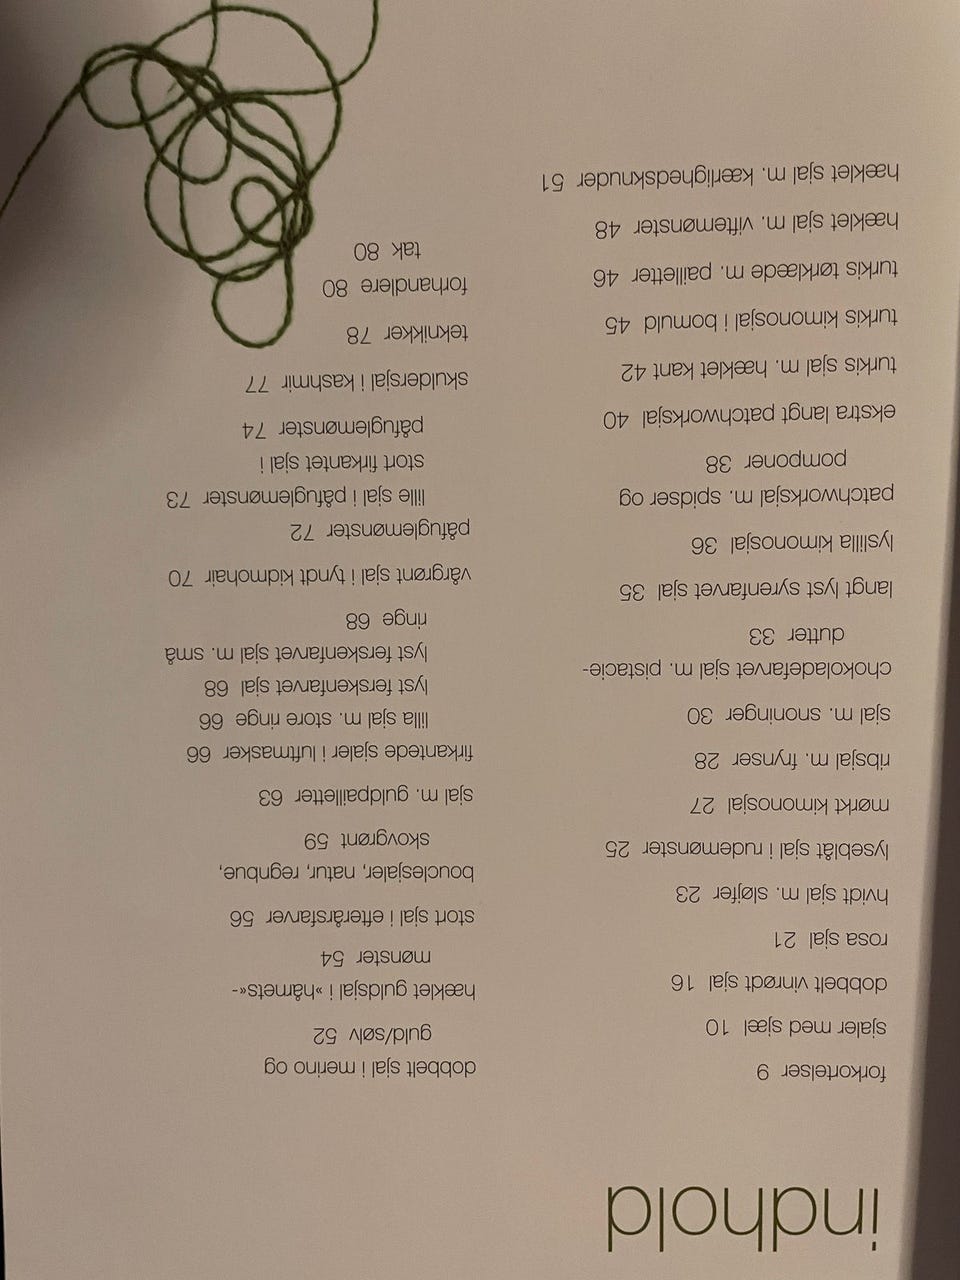 indhold
forkortelser 9
sjaler med sjæl 10
dobbelt vinrødt sjal 16
rosa sjal 21
hvidt sjal m. sløjfer 23
lyseblåt sjal i rudemønster 25
mørkt kimonosjal 27
ribsjal m. frynser 28
sjal m. snoninger 30
chokoladefarvet sjal m. pistacie-
dutter 33
langt lyst syrenfarvet sjal 35
lyslilla kimonosjal 36
patchworksjal m. spidser og
pomponer 38
ekstra langt patchworksjal 40
turkis sjal m. hæklet kant 42
turkis kimonosjal i bomuld 45
turkis tørklæde m. pailletter 46
hæklet sjal m. viftemønster 48
hæklet sjal m. kærlighedsknuder 51
dobbelt sjal i merino og
guld/sølv 52
hæklet guldsjal i »hårnets«-
mønster 54
stort sjal i efterårsfarver 56
bouclesjaler, natur, regnbue,
skovgrønt 59
sjal m. guldpailletter 63
firkantede sjaler i luftmasker 66
lilla sjal m. store ringe 66
lyst ferskenfarvet sjal 68
lyst ferskenfarvet sjal m. små
ringe 68
vårgrønt sjal i tyndt kidmohair 70
påfuglemønster 72
lille sjal i påfuglemønster 73
stort firkantet sjal i
påfuglemønster 74
skuldersjal i kashmir 77
teknikker 78
forhandlere 80
tak 80